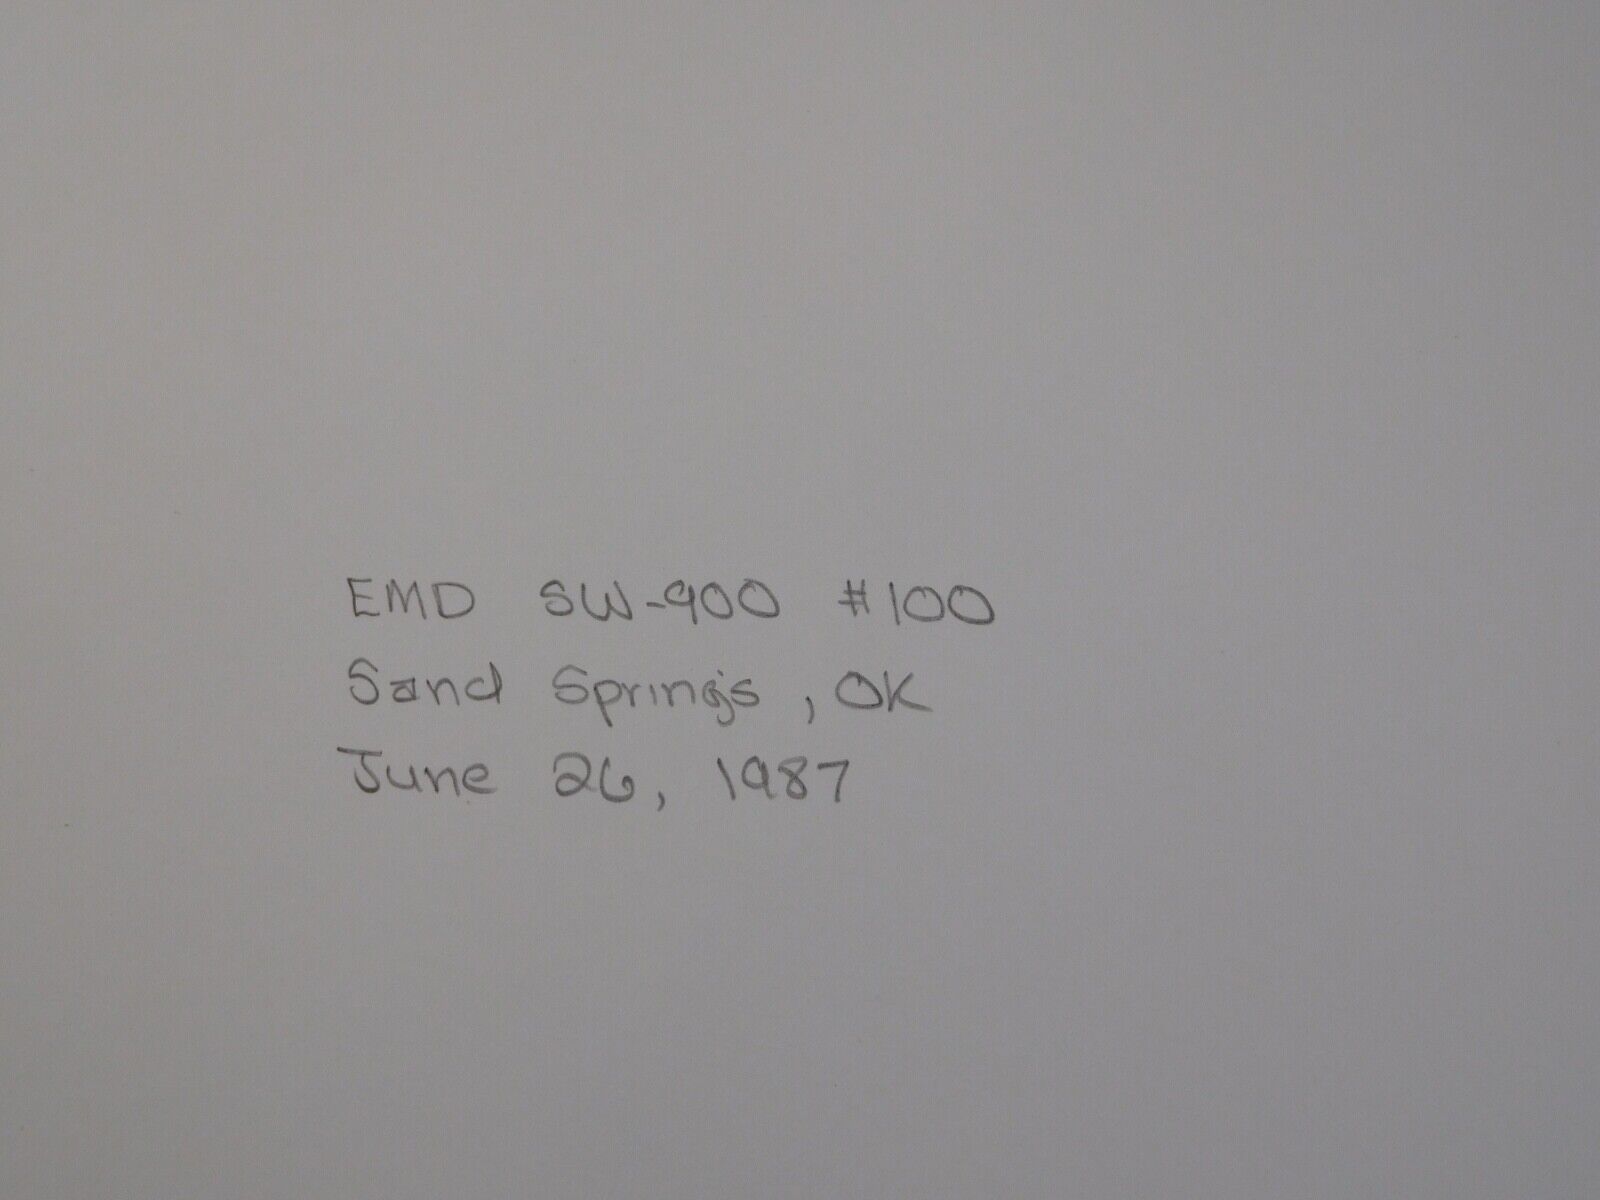 EMD SW-900 #100
Sand Springs, OK
June 26, 1987